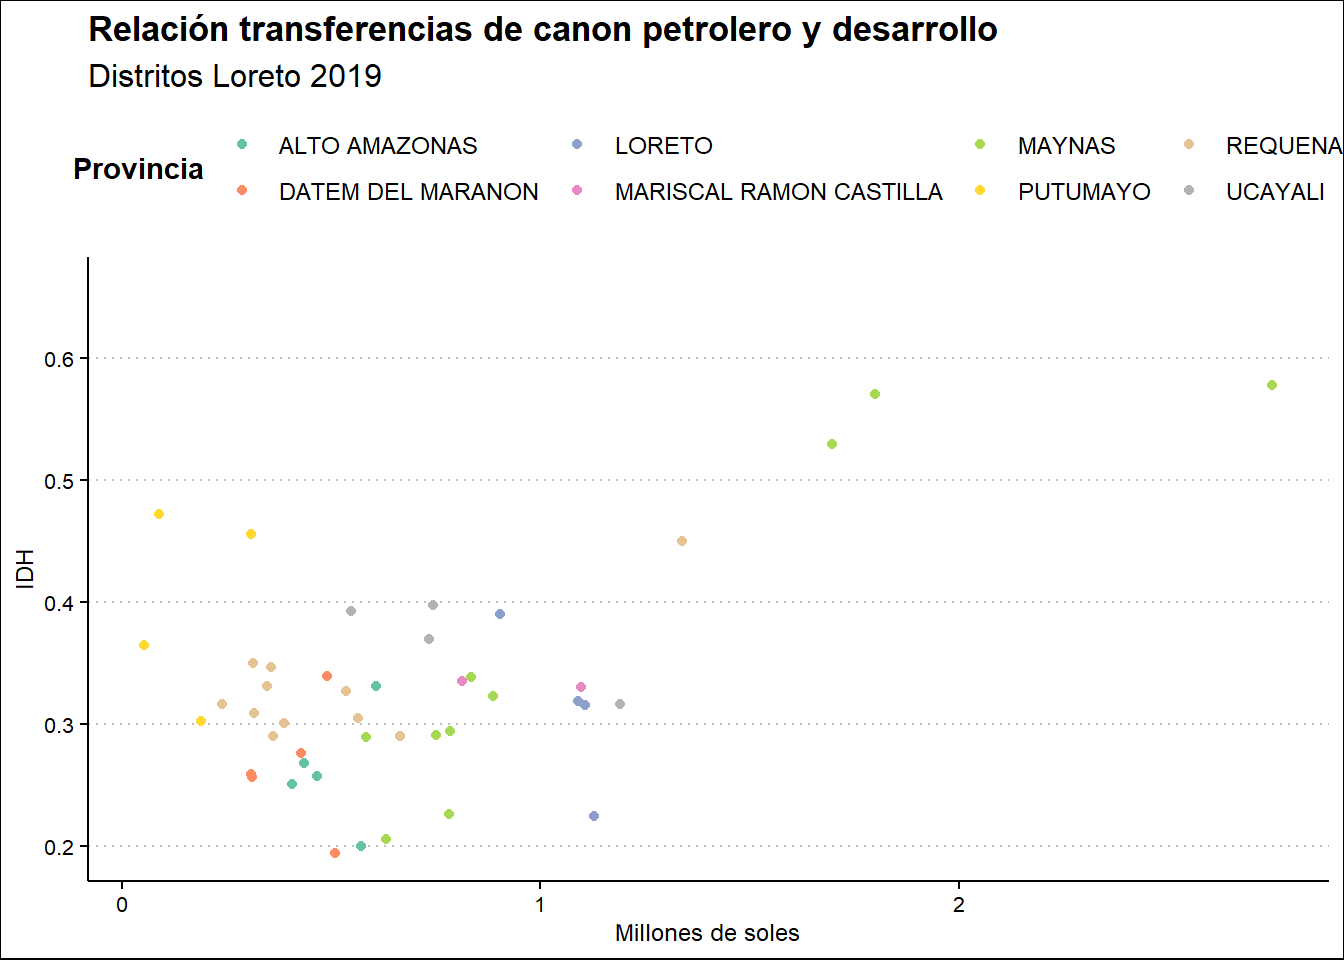 Relación transferencias de canon petrolero y desarrollo
Distritos Loreto 2019
Provincia
ALTO AMAZONAS
LORETO
MAYNAS
REQUENA
DATEM DEL MARANON
MARISCAL RAMON CASTILLA
PUTUMAYO
UCAYALI
IDH
0.6
0.5
0.4
0.3
0.2
0 1 2
Millones de soles